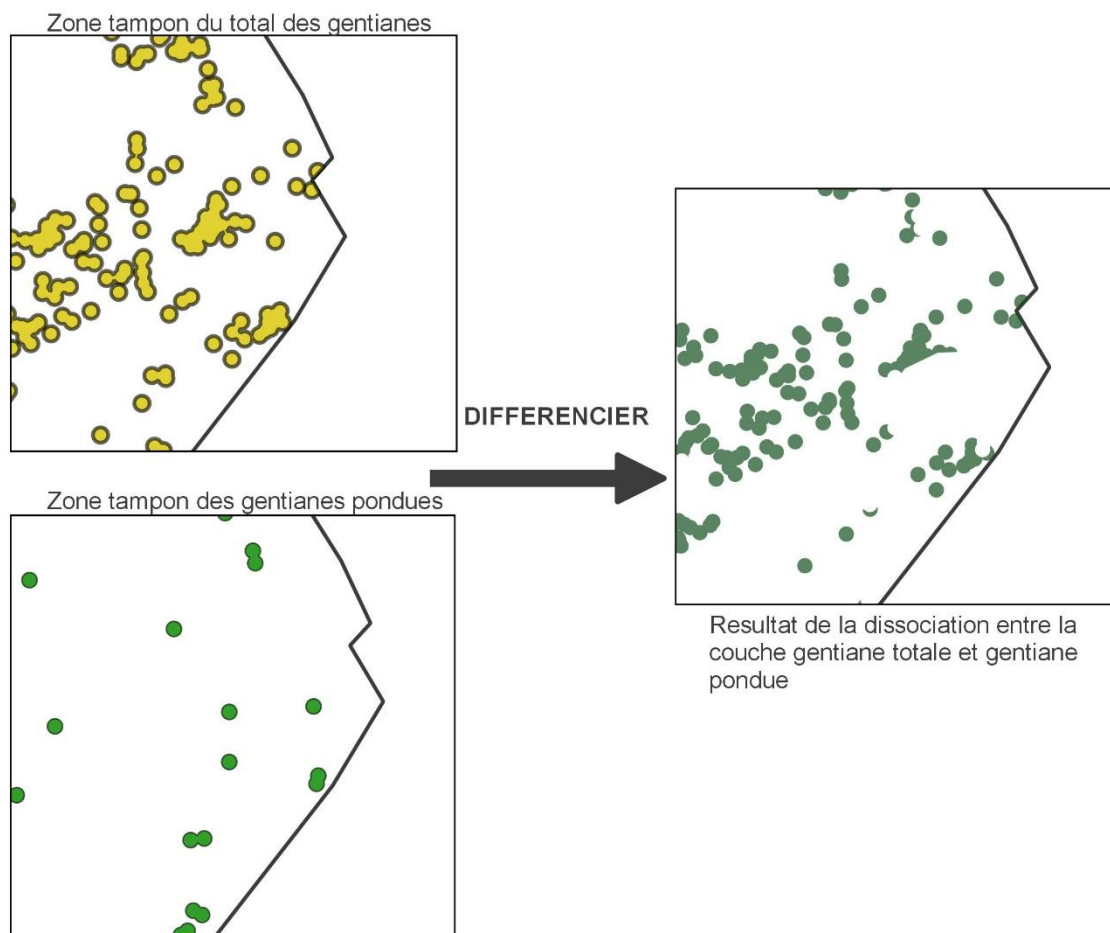 Zone tampon du total des gentianes
DIFFERENCIER
Zone tampon des gentianes pondues
Resultat de la dissociation entre la
couche gentiane totale et gentiane
pondue